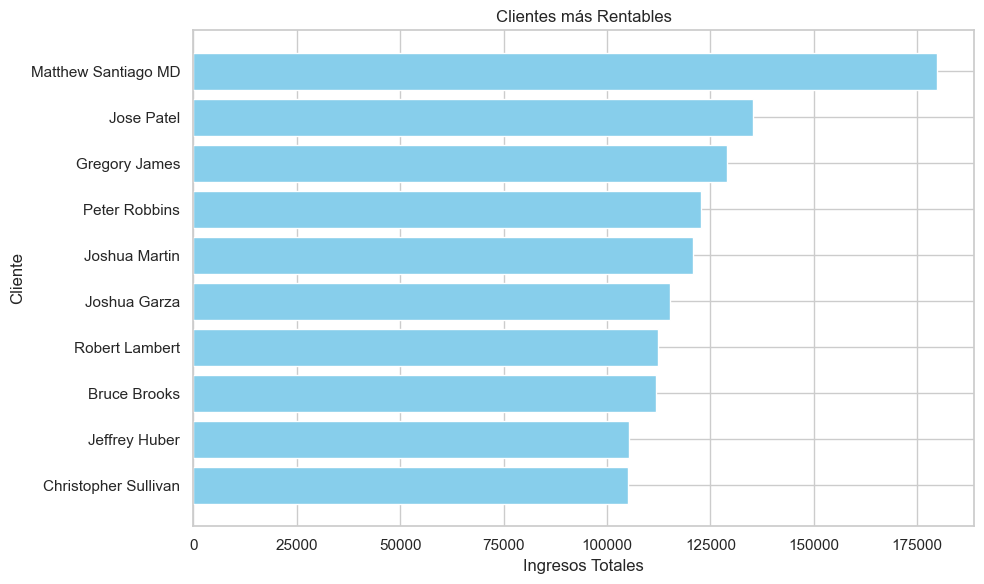 Clientes más Rentables
Matthew Santiago MD
Jose Patel
Gregory James
Peter Robbins
Joshua Martin
Joshua Garza
Robert Lambert
Bruce Brooks
Jeffrey Huber
Christopher Sullivan
Cliente
0 25000 50000 75000 100000 125000 150000 175000
Ingresos Totales